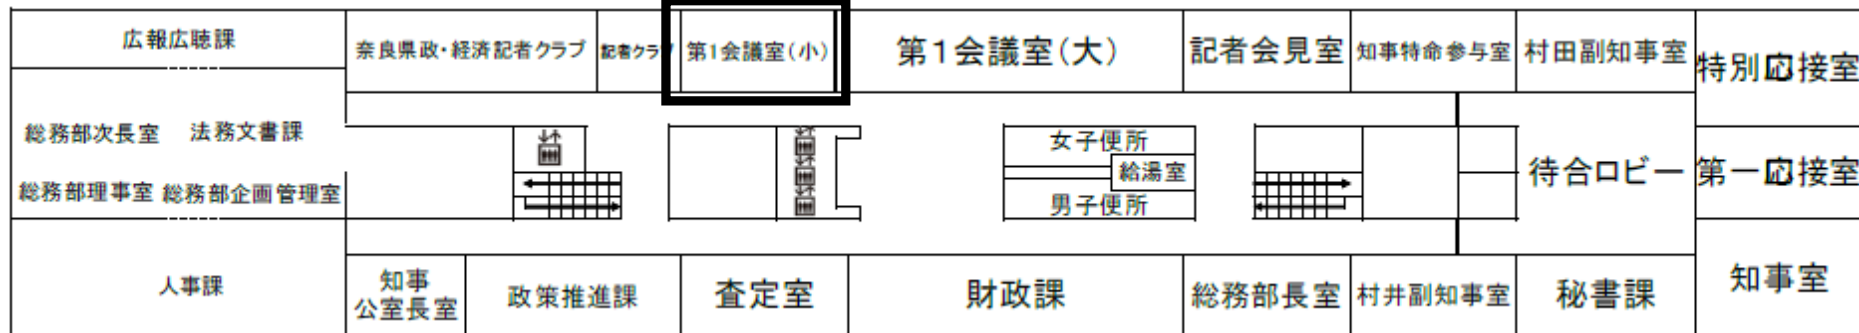 広報広聴課
奈良県政・経済記者クラブ
記者クラブ
第1会議室(小)
第1会議室(大)
記者会見室
知事特命参与室
村田副知事室
特別応接室
総務部次長室 法務文書課
総務部理事室 総務部企画管理室
女子便所
給湯室
男子便所
待合ロビー
第一応接室
人事課
知事
公室長室
政策推進課
査定室
財政課
総務部長室
村井副知事室
秘書課
知事室